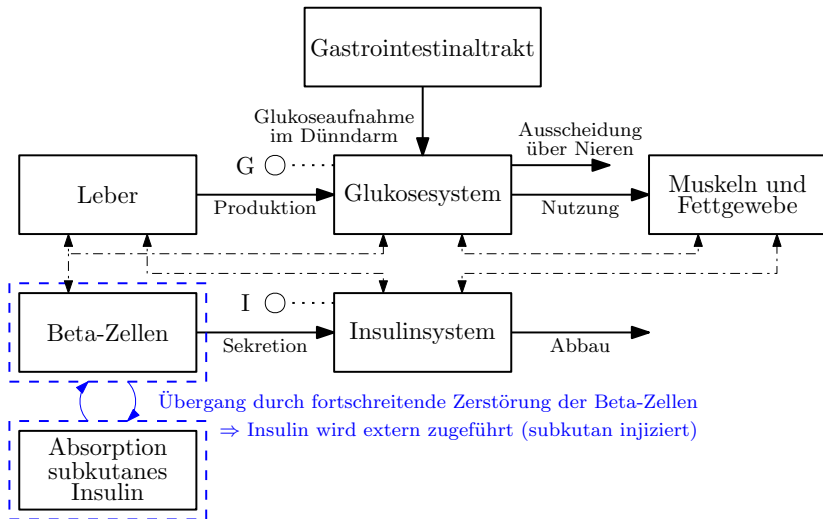 Gastrointestinaltrakt
Glukoseaufnahme
im Dünndarm
Ausscheidung
über Nieren
G
Leber
Produktion
Glukosesystem
Nutzung
Muskeln und
Fettgewebe
I
Beta-Zellen
Sekretion
Insulinsystem
Abbau
Übergang durch fortschreitende Zerstörung der Beta-Zellen
⇒ Insulin wird extern zugeführt (subkutan injiziert)
Absorption
subkutanes
Insulin